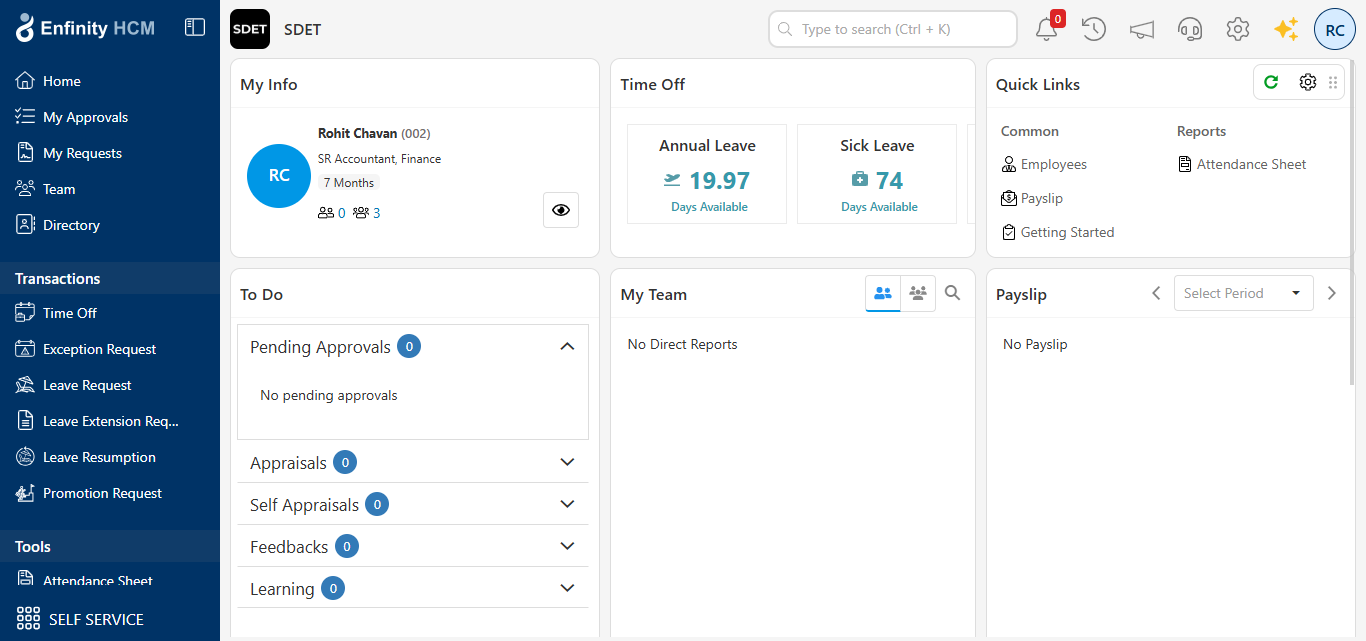 Enfinity HCM
SDET
SDET
Type to search (Ctrl + K)
0
RC
Home
My Approvals
My Requests
Team
Directory
Transactions
Time Off
Exception Request
Leave Request
Leave Extension Req...
Leave Resumption
Promotion Request
Tools
Attendance Sheet
SELF SERVICE
My Info
RC
Rohit Chavan (002)
SR Accountant, Finance
7 Months
0 3
Time Off
Annual Leave
19.97
Days Available
Sick Leave
74
Days Available
Quick Links
Common
Employees
Payslip
Getting Started
Reports
Attendance Sheet
To Do
Pending Approvals 0
No pending approvals
Appraisals 0
Self Appraisals 0
Feedbacks 0
Learning 0
My Team
No Direct Reports
Payslip
Select Period
No Payslip